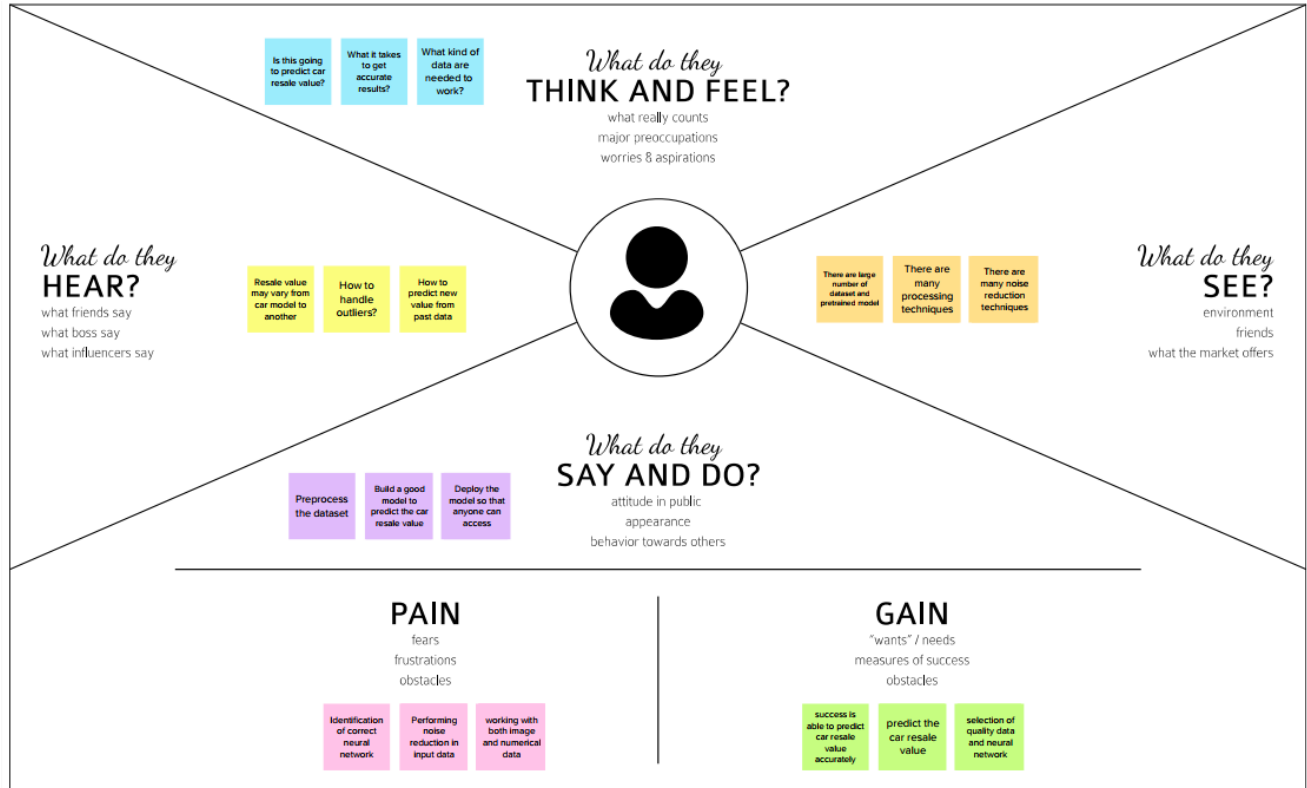 Is this going
to predict car
resale value?
What it takes
to get
accurate
results?
What kind of
data are
needed to
work?
What do they
THINK AND FEEL?
what really counts
major preoccupations
worries & aspirations
What do they
HEAR?
what friends say
what boss say
what influencers say
Resale value
may vary from
car model to
another
How to
handle
outliers?
How to
predict new
value from
past data
There are large
number of
dataset and
pretrained model
There are
many
processing
techniques
There are
many noise
reduction
techniques
What do they
SEE?
environment
friends
what the market offers
Preprocess
the dataset
Build a good
model to
predict the car
resale value
Deploy the
model so that
anyone can
access
What do they
SAY AND DO?
attitude in public
appearance
behavior towards others
PAIN
fears
frustrations
obstacles
Identification
of correct
neural
network
Performing
noise
reduction in
input data
working with
both image
and numerical
data
GAIN
"wants" / needs
measures of success
obstacles
success is
able to predict
car resale
value
accurately
predict the
car resale
value
selection of
quality data
and neural
network